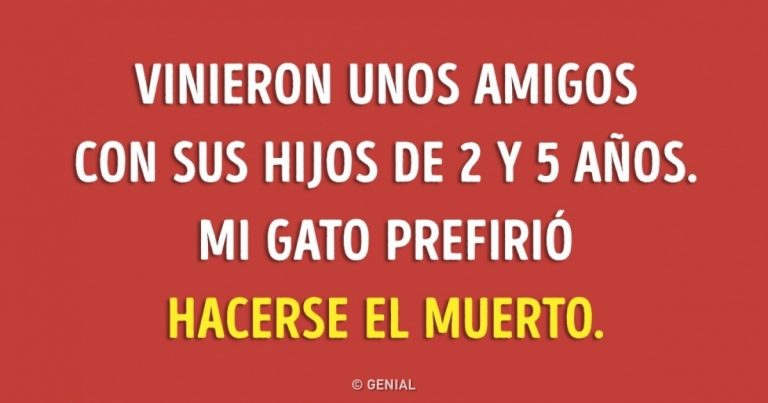 VINIERON UNOS AMIGOS
CON SUS HIJOS DE 2 Y 5 AÑOS.
MI GATO PREFIRIÓ
HACERSE EL MUERTO.
© GENIAL